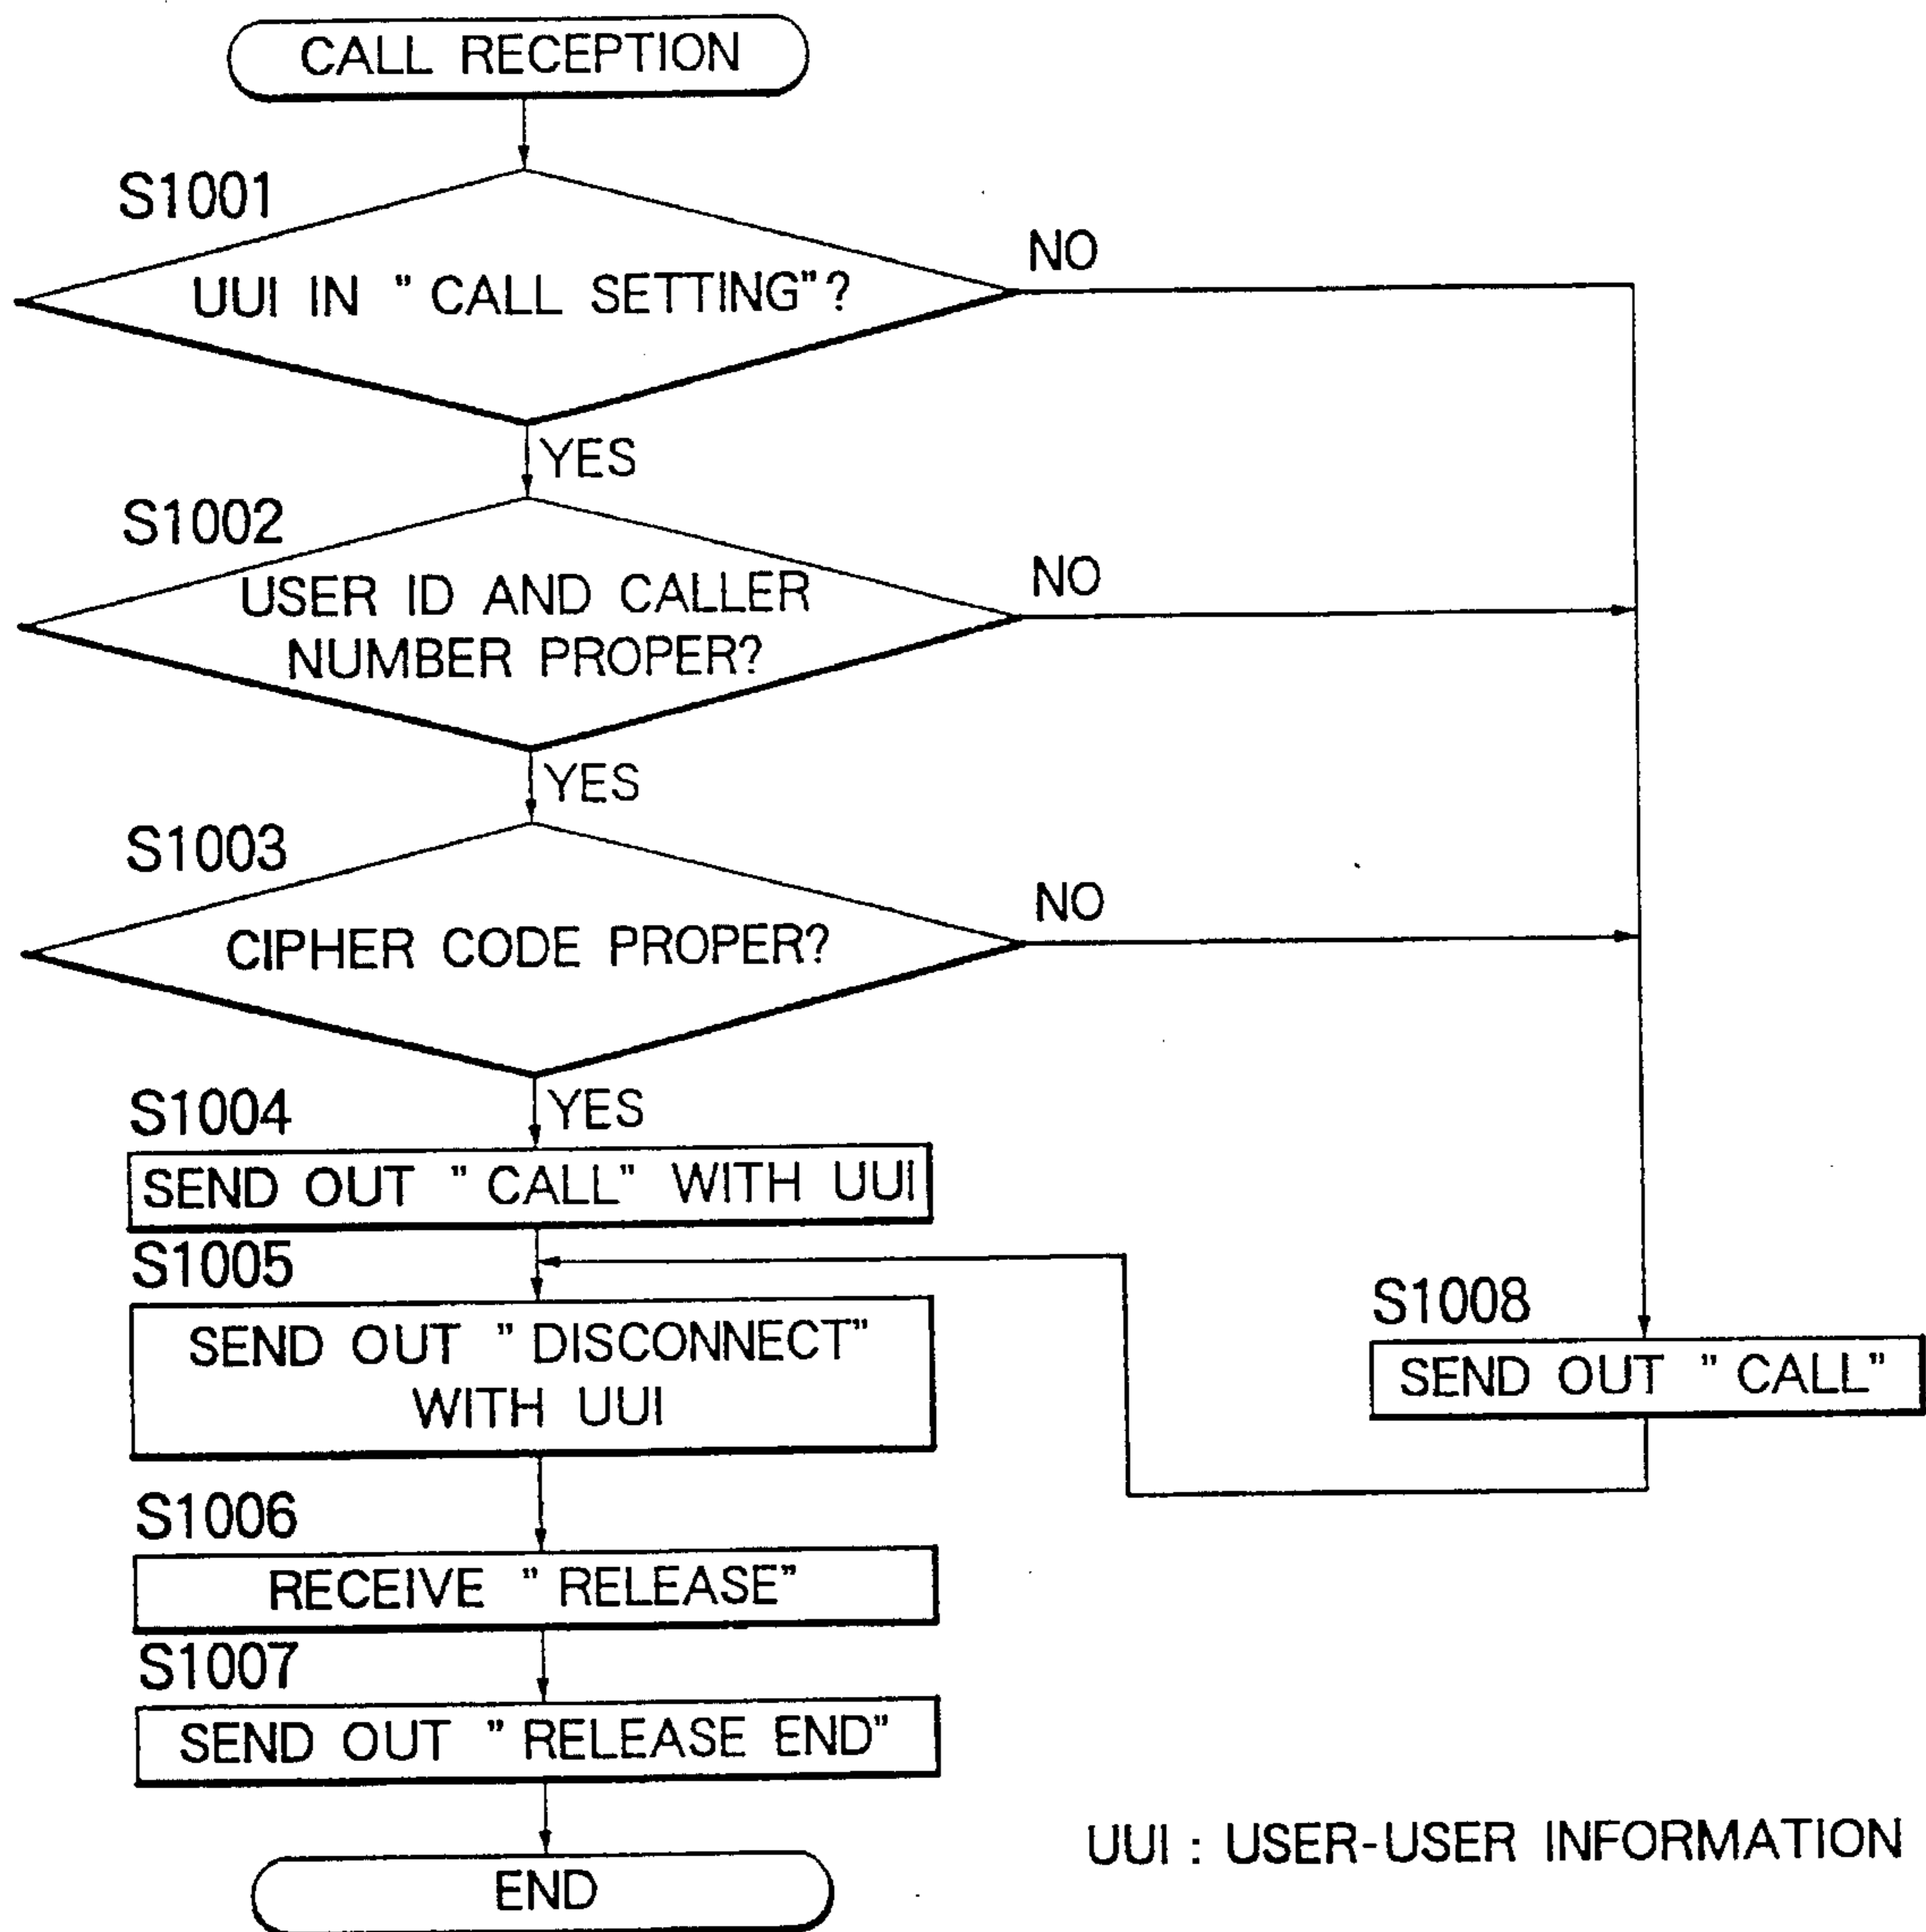 CALL RECEPTION
S1001
UUI IN " CALL SETTING"?
NO
YES
S1002
USER ID AND CALLER
NUMBER PROPER?
NO
YES
S1003
CIPHER CODE PROPER?
NO
YES
S1004
SEND OUT " CALL" WITH UUI
S1005
SEND OUT " DISCONNECT"
WITH UUI
S1008
SEND OUT " CALL"
S1006
RECEIVE " RELEASE"
S1007
SEND OUT " RELEASE END"
END
UUI : USER-USER INFORMATION